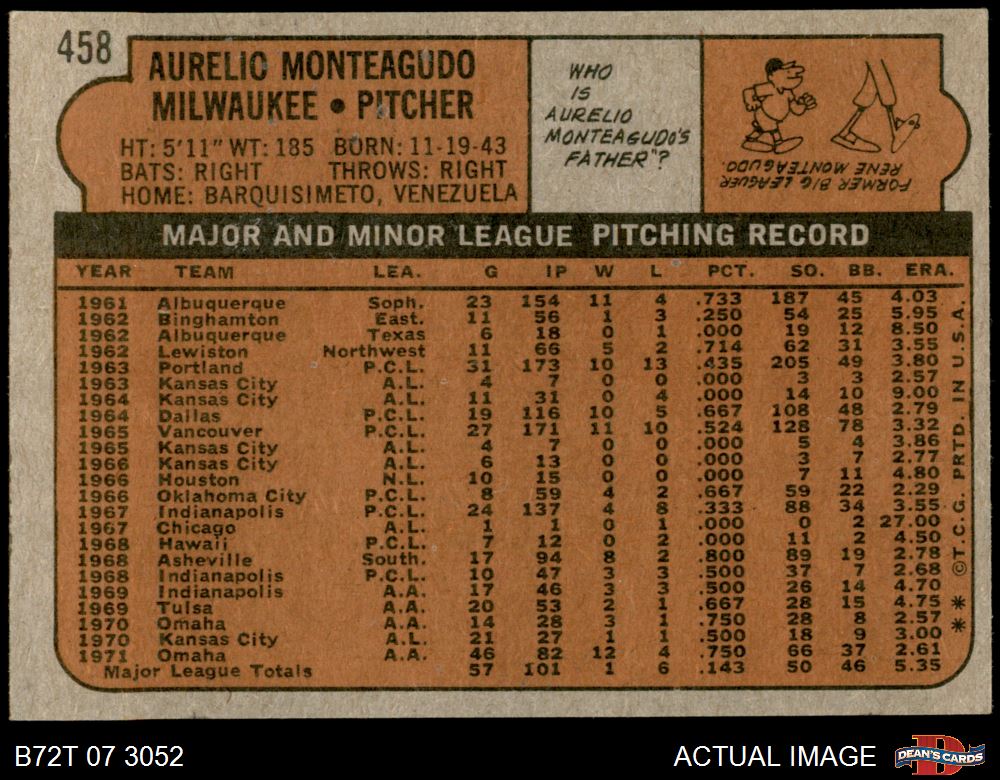 458
AURELIO MONTEAGUDO
MILWAUKEE • PITCHER
HT: 5'11" WT: 185 BORN: 11-19-43
BATS: RIGHT THROWS: RIGHT
HOME: BARQUISIMETO, VENEZUELA
WHO
IS
AURELIO
MONTEAGUDO'S
FATHER"?
FORMER BIG LEAGUER
RENE MONTEAGUDO.
MAJOR AND MINOR LEAGUE PITCHING RECORD
YEAR TEAM LEA. G IP W L PCT. SO. BB. ERA.
1961 Albuquerque Soph. 23 154 11 4 .733 187 45 4.03
1962 Binghamton East. 11 56 1 3 .250 54 25 5.95
1962 Albuquerque Texas 6 18 0 1 .000 19 12 8.50
1962 Lewiston Northwest 11 66 5 2 .714 62 31 3.55
1963 Portland P.C.L. 31 173 10 13 .435 205 49 3.80
1963 Kansas City A.L. 4 7 0 0 .000 3 3 2.57
1964 Kansas City A.L. 11 31 0 4 .000 14 10 9.00
1964 Dallas P.C.L. 19 116 10 5 .667 108 48 2.79
1965 Vancouver P.C.L. 27 171 11 10 .524 128 78 3.32
1965 Kansas City A.L. 4 7 0 0 .000 5 4 3.86
1966 Kansas City A.L. 6 13 0 0 .000 3 7 2.77
1966 Houston N.L. 10 15 0 0 .000 7 11 4.80
1966 Oklahoma City P.C.L. 8 59 4 2 .667 59 22 2.29
1967 Indianapolis P.C.L. 24 137 4 8 .333 88 34 3.55
1967 Chicago A.L. 1 1 0 1 .000 0 2 27.00
1968 Hawaii P.C.L. 7 12 0 2 .000 11 2 4.50
1968 Asheville South. 17 94 8 2 .800 89 19 2.78
1968 Indianapolis P.C.L. 10 47 3 3 .500 37 7 2.68
1969 Indianapolis A.A. 17 46 3 3 .500 26 14 4.70
1969 Tulsa A.A. 20 53 2 1 .667 28 15 4.75
1970 Omaha A.A. 14 28 3 1 .750 28 8 2.57
1970 Kansas City A.L. 21 27 1 1 .500 18 9 3.00
1971 Omaha A.A. 46 82 12 4 .750 66 37 2.61
Major League Totals 57 101 1 6 .143 50 46 5.35
* * ©T.C.G. PRTD. IN U.S.A.
B72T 07 3052
ACTUAL IMAGE
D
DEAN'S CARDS